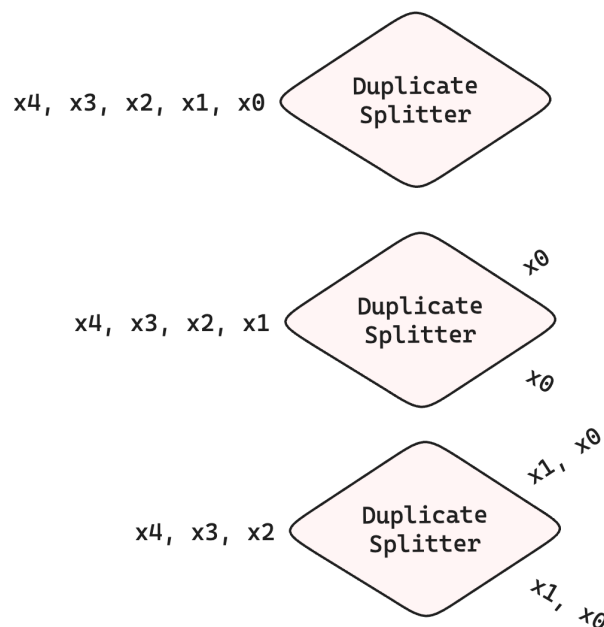 x4, x3, x2, x1, x0
Duplicate
Splitter
x4, x3, x2, x1
Duplicate
Splitter
x0
x0
x4, x3, x2
Duplicate
Splitter
x1, x0
x1, x0